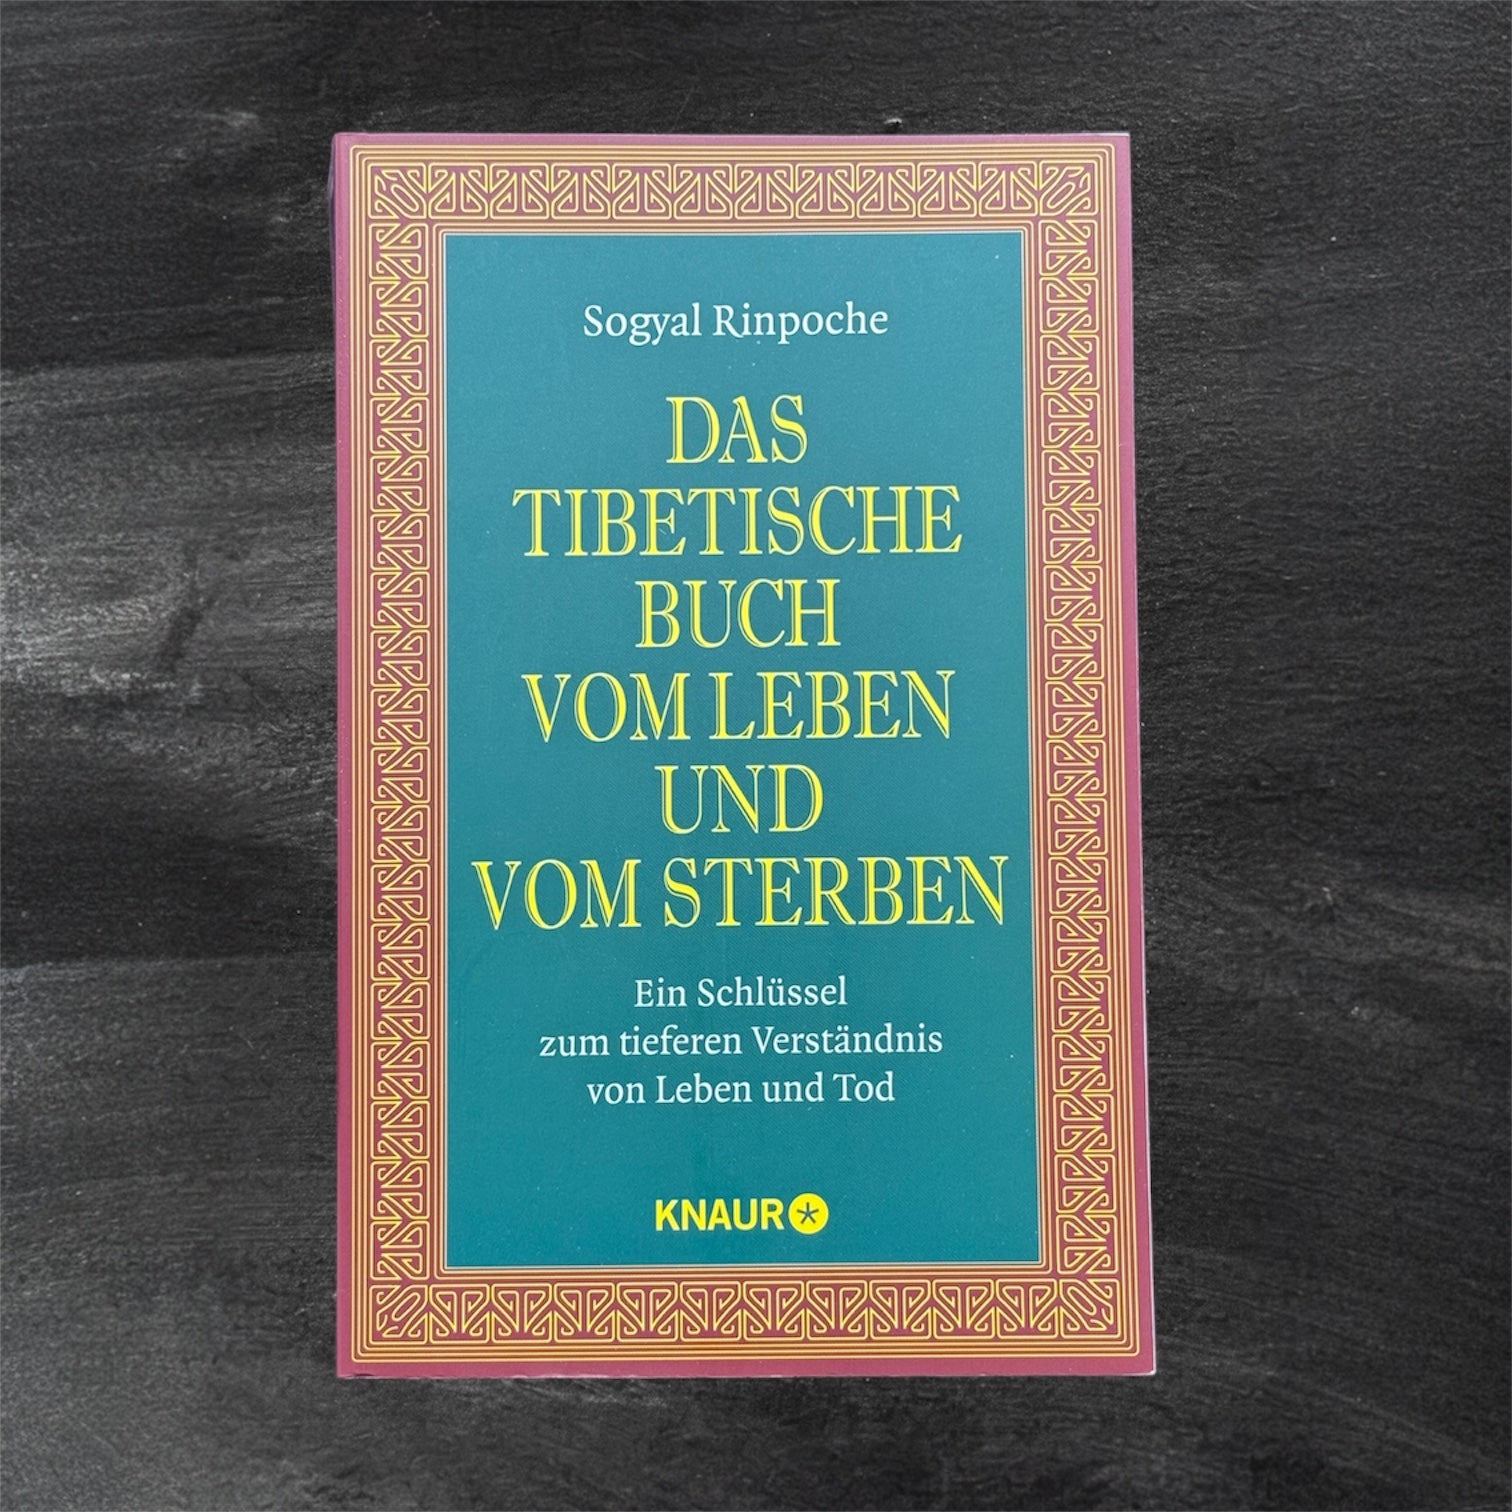 Sogyal Rinpoche
DAS
TIBETISCHE
BUCH
VOM LEBEN
UND
VOM STERBEN
Ein Schlüssel
zum tieferen Verständnis
von Leben und Tod
KNAUR